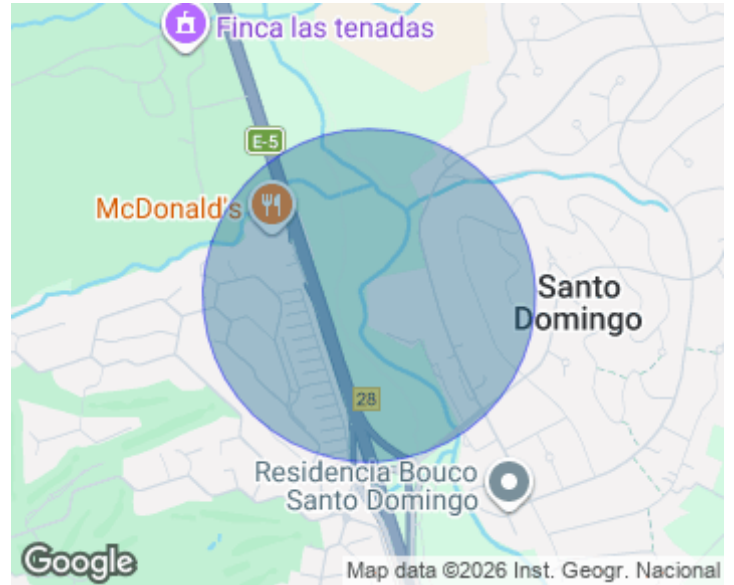 Finca las tenadas
E-5
McDonald's
Santo
Domingo
28
Residencia Bouco
Santo Domingo
Google
Map data ©2026 Inst. Geogr. Nacional